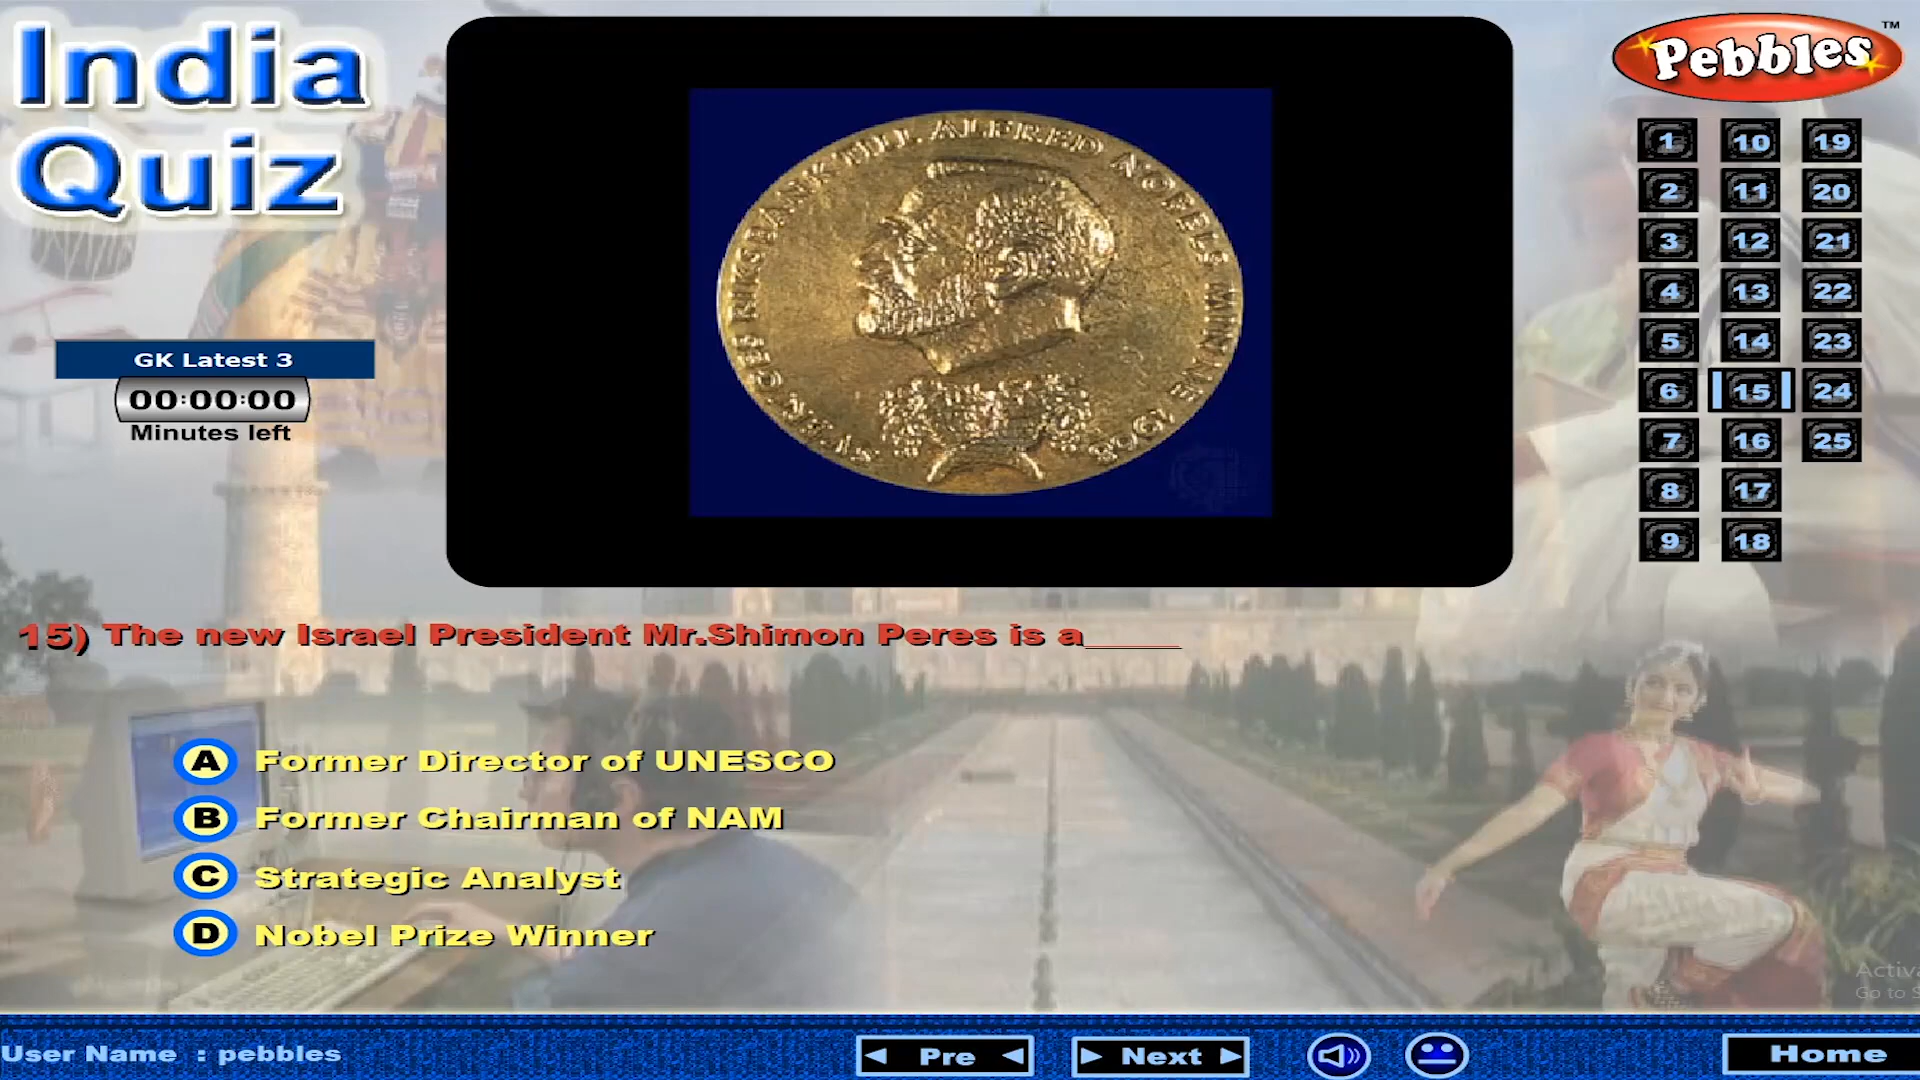 India
Quiz
Pebbles
TM
ALFRED NOBELS MINNE
GK Latest 3
00:00:00
Minutes left
1 10 19
2 11 20
3 12 21
4 13 22
5 14 23
6 15 24
7 16 25
8 17
9 18
15) The new Israel President Mr.Shimon Peres is a_____
A Former Director of UNESCO
B Former Chairman of NAM
C Strategic Analyst
D Nobel Prize Winner
User Name : pebbles
Pre
Next
Home